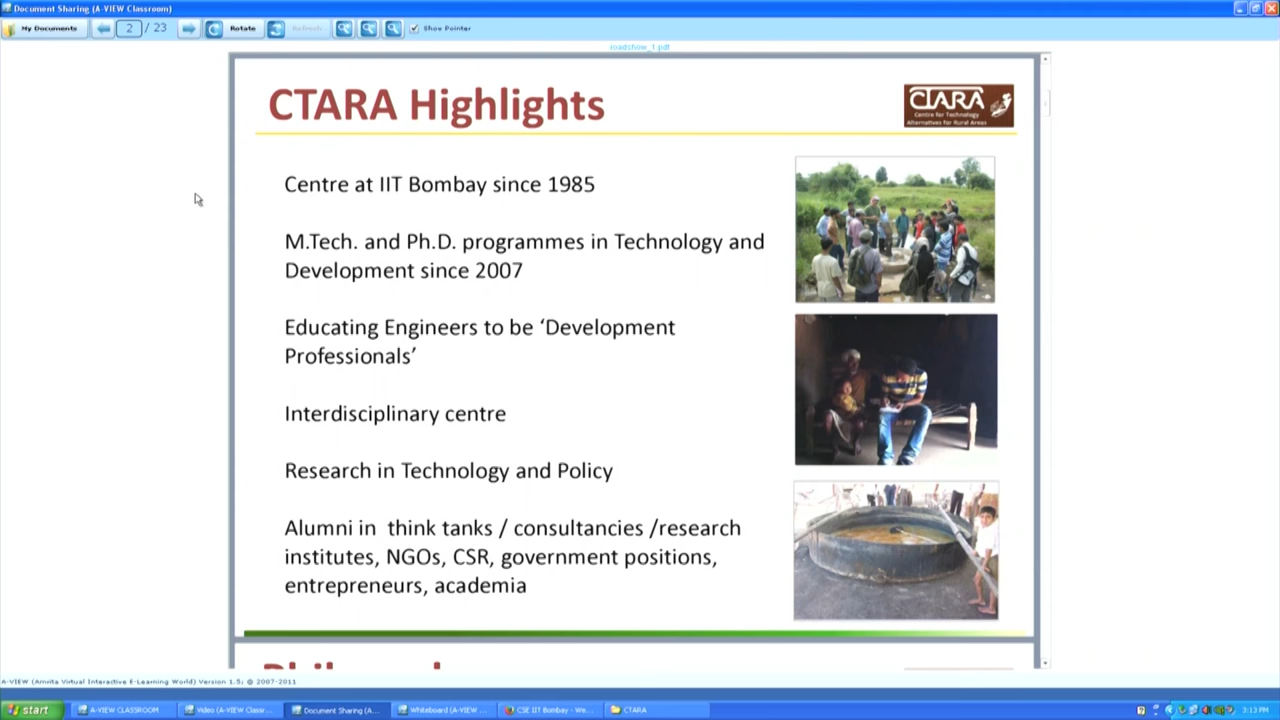 Document Sharing (A-VIEW Classroom)
My Documents 2 / 23 Rotate Refresh Show Pointer
roadshow_1.pdf
CTARA Highlights
CTARA
Centre for Technology
Alternatives for Rural Areas
Centre at IIT Bombay since 1985
M.Tech. and Ph.D. programmes in Technology and
Development since 2007
Educating Engineers to be ‘Development
Professionals’
Interdisciplinary centre
Research in Technology and Policy
Alumni in think tanks / consultancies /research
institutes, NGOs, CSR, government positions,
entrepreneurs, academia
A-VIEW (Amrita Virtual Interactive E-Learning World) Version 1.5; @ 2007-2011
start A-VIEW CLASSROOM Video (A-VIEW Classr... Document Sharing (A... Whiteboard (A-VIEW ... CSE IIT Bombay - We... CTARA 3:13 PM